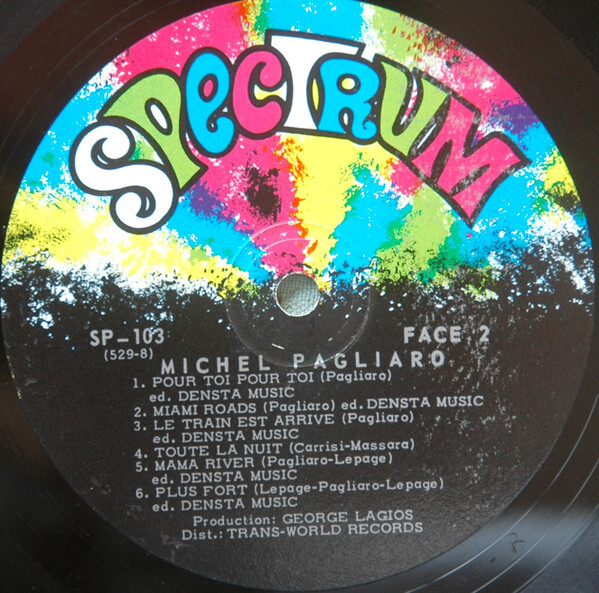 SPECTRUM
SP-103
FACE 2
(529-8)
MICHEL PAGLIARO
1. POUR TOI POUR TOI (Pagliaro)
ed. DENSTA MUSIC
2. MIAMI ROADS (Pagliaro) ed. DENSTA MUSIC
3. LE TRAIN EST ARRIVE (Pagliaro)
ed. DENSTA MUSIC
4. TOUTE LA NUIT (Carrisi-Massara)
5. MAMA RIVER (Pagliaro-Lepage)
ed. DENSTA MUSIC
6. PLUS FORT (Lepage-Pagliaro-Lepage)
ed. DENSTA MUSIC
Production: GEORGE LAGIOS
Dist.: TRANS-WORLD RECORDS